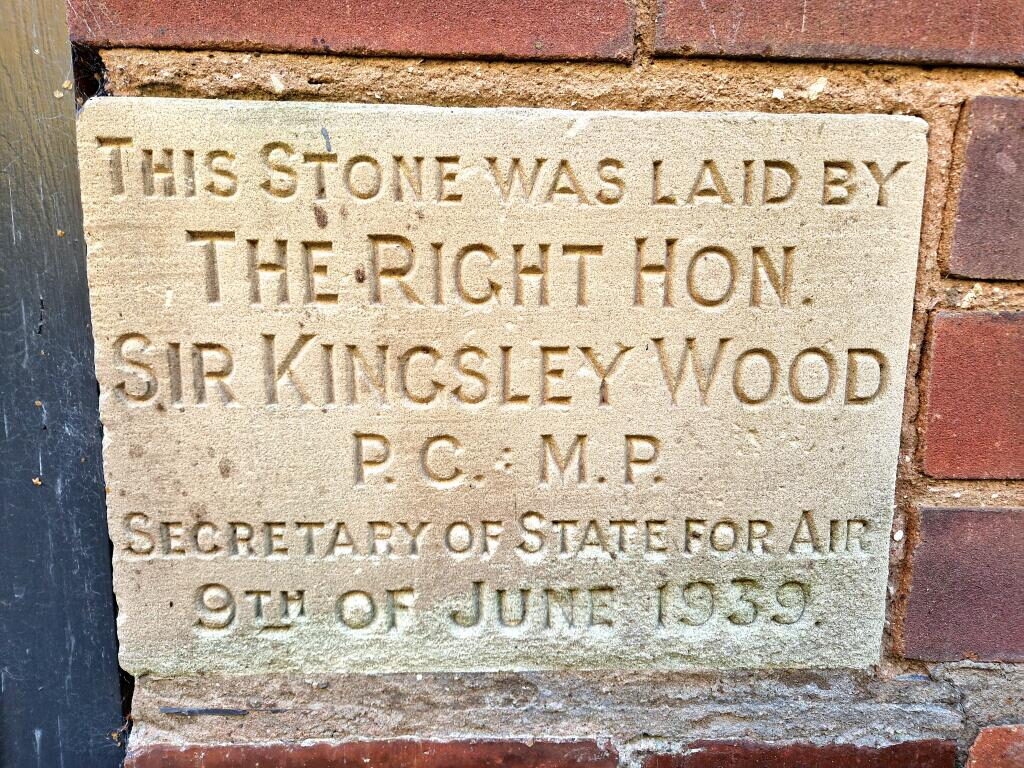 THIS STONE WAS LAID BY
THE RIGHT HON.
SIR KINGSLEY WOOD
P.C. : M.P.
SECRETARY OF STATE FOR AIR
9TH OF JUNE 1939.